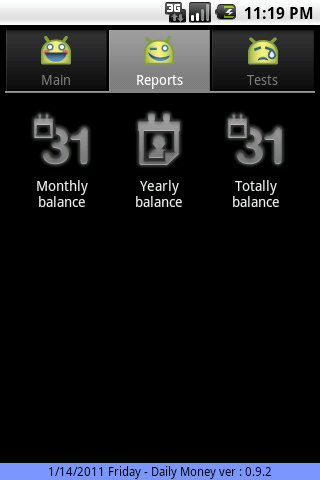 3G
11:19 PM
Main
Reports
Tests
31
31
Monthly
balance
Yearly
balance
Totally
balance
1/14/2011 Friday - Daily Money ver : 0.9.2